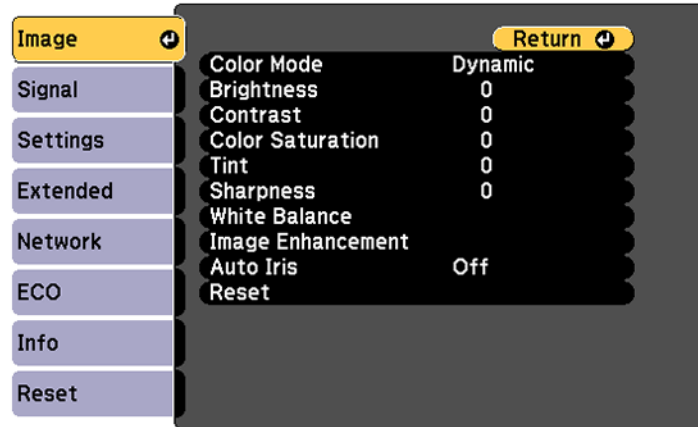 Image
Signal
Settings
Extended
Network
ECO
Info
Reset
Return
Color Mode Dynamic
Brightness 0
Contrast 0
Color Saturation 0
Tint 0
Sharpness 0
White Balance
Image Enhancement
Auto Iris Off
Reset